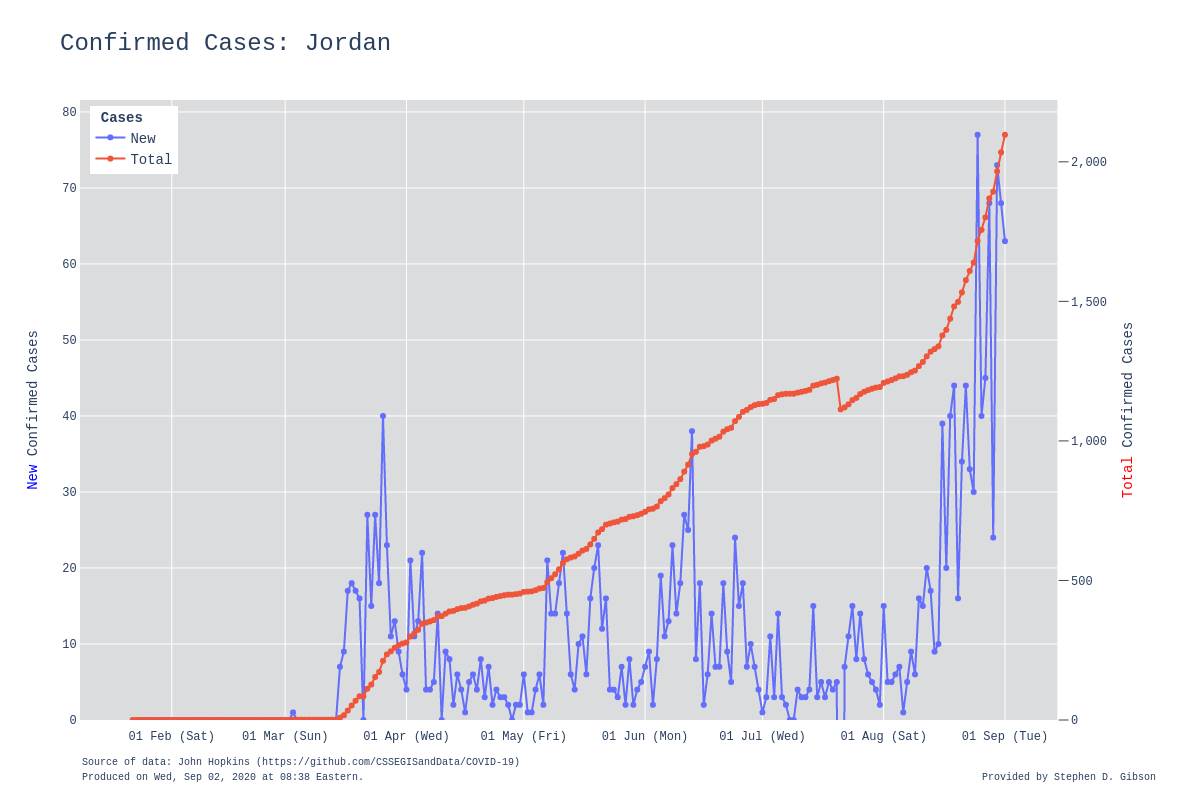 Confirmed Cases: Jordan
Cases
New
Total
80
70
60
50
40
30
20
10
0
2,000
1,500
1,000
500
0
New Confirmed Cases
Total Confirmed Cases
01 Feb (Sat) 01 Mar (Sun) 01 Apr (Wed) 01 May (Fri) 01 Jun (Mon) 01 Jul (Wed) 01 Aug (Sat) 01 Sep (Tue)
Source of data: John Hopkins (https://github.com/CSSEGISandData/COVID-19)
Produced on Wed, Sep 02, 2020 at 08:38 Eastern.
Provided by Stephen D. Gibson